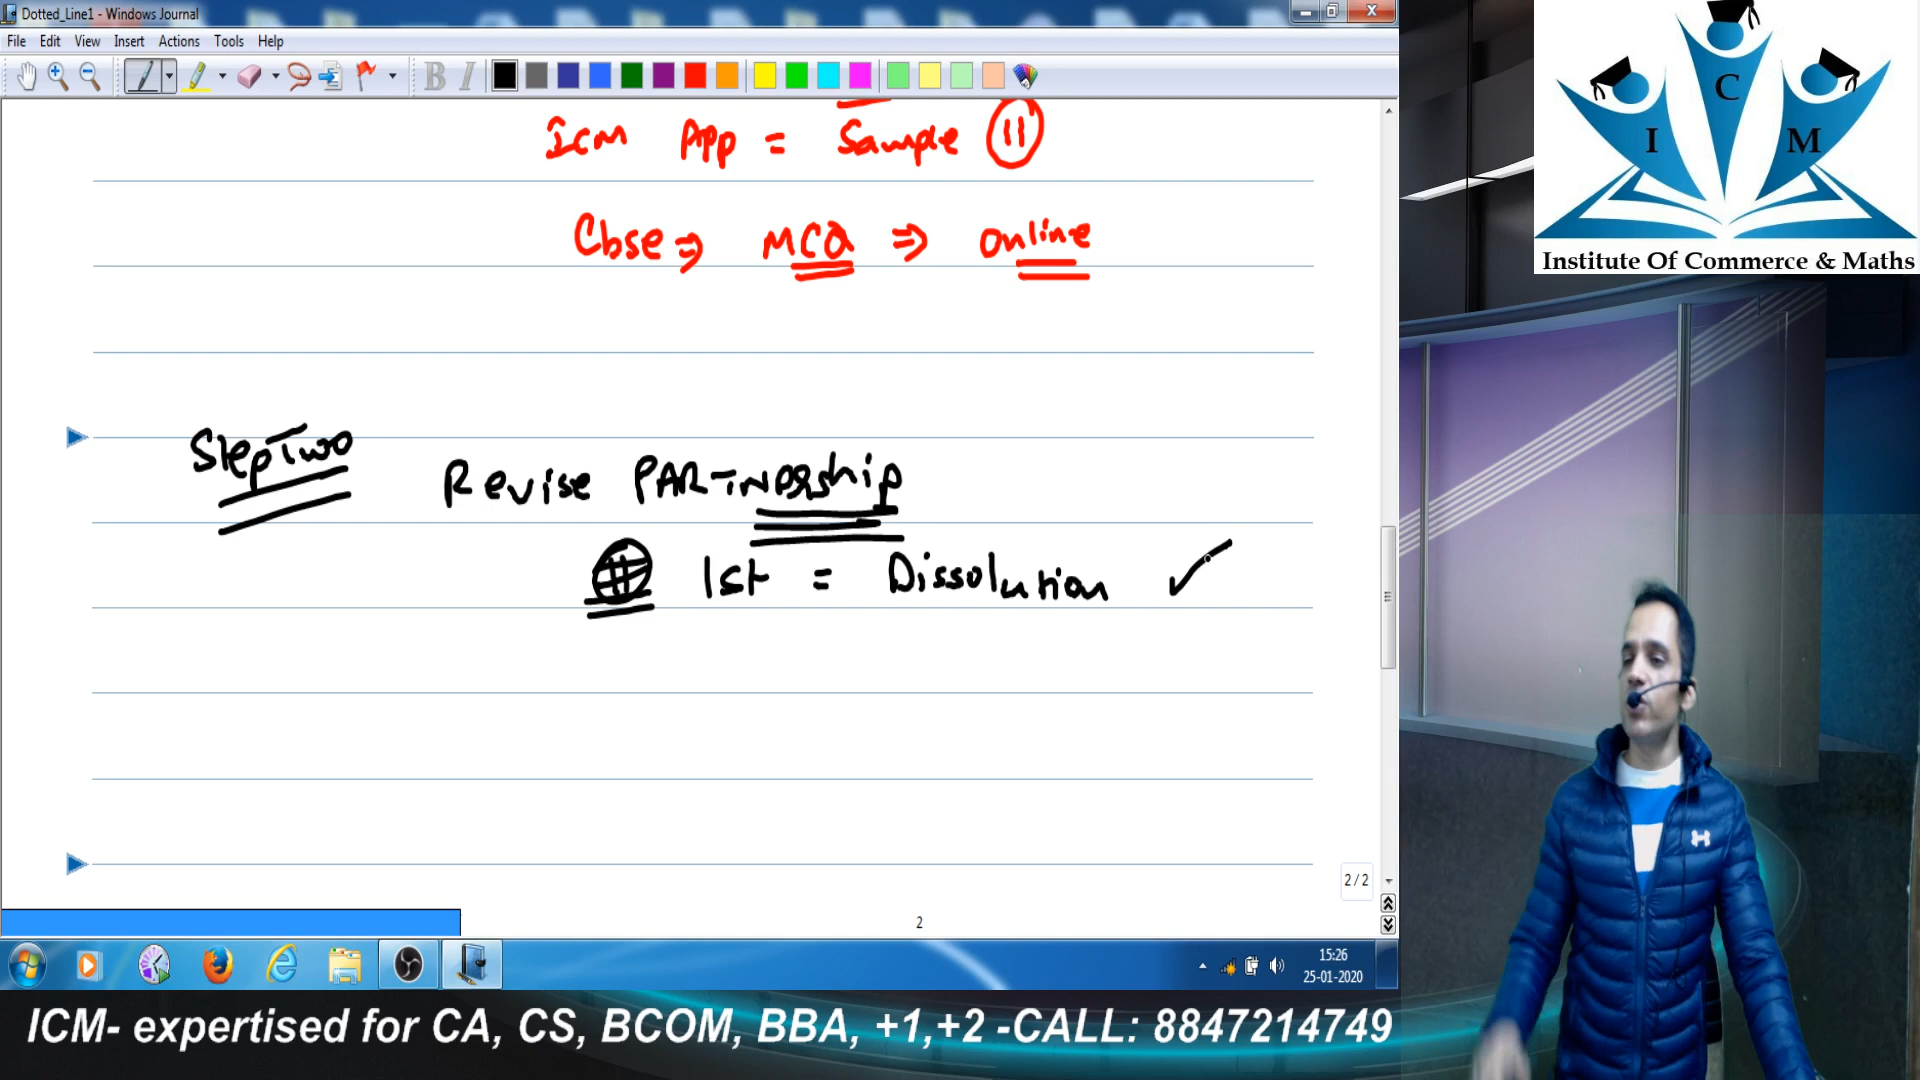 Dotted_Line1 - Windows Journal
File Edit View Insert Actions Tools Help
B I
Icm App = Sample 11
Cbse ⇒ MCQ ⇒ online
Step Two
Revise PARTnership
# 1st = Dissolution ✓
2 / 2
2
15:26
25-01-2020
I C M
Institute Of Commerce & Maths
ICM- expertised for CA, CS, BCOM, BBA, +1,+2 -CALL: 8847214749